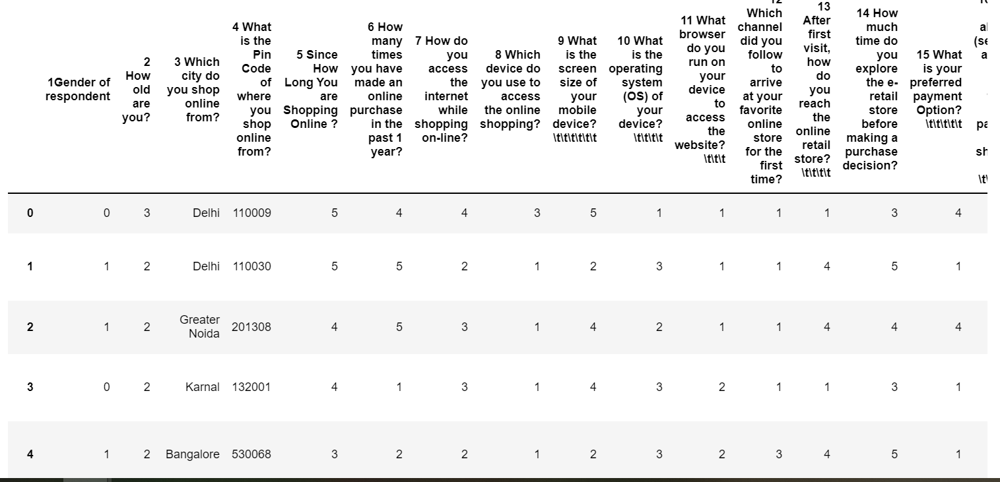 1Gender of
respondent
2
How
old
are
you?
3 Which
city do
you shop
online
from?
4 What
is the
Pin
Code
of
where
you
shop
online
from?
5 Since
How
Long You
are
Shopping
Online ?
6 How
many
times
you have
made an
online
purchase
in the
past 1
year?
7 How do
you
access
the
internet
while
shopping
on-line?
8 Which
device do
you use to
access
the online
shopping?
9 What
is the
screen
size of
your
mobile
device?
\t\t\t\t\t\t
10 What
is the
operating
system
(OS) of
your
device?
\t\t\t\t
11 What
browser
do you
run on
your
device
to
access
the
website?
\t\t\t
12
Which
channel
did you
follow
to
arrive
at your
favorite
online
store
for the
first
time?
13
After
first
visit,
how
do
you
reach
the
online
retail
store?
\t\t\t\t
14 How
much
time do
you
explore
the e-
retail
store
before
making a
purchase
decision?
15 What
is your
preferred
payment
Option?
\t\t\t\t\t
0 0 3 Delhi 110009 5 4 4 3 5 1 1 1 1 3 4
1 1 2 Delhi 110030 5 5 2 1 2 3 1 1 4 5 1
2 1 2 Greater
Noida 201308 4 5 3 1 4 2 1 1 4 4 4
3 0 2 Karnal 132001 4 1 3 1 4 3 2 1 1 3 1
4 1 2 Bangalore 530068 3 2 2 1 2 3 2 3 4 5 1